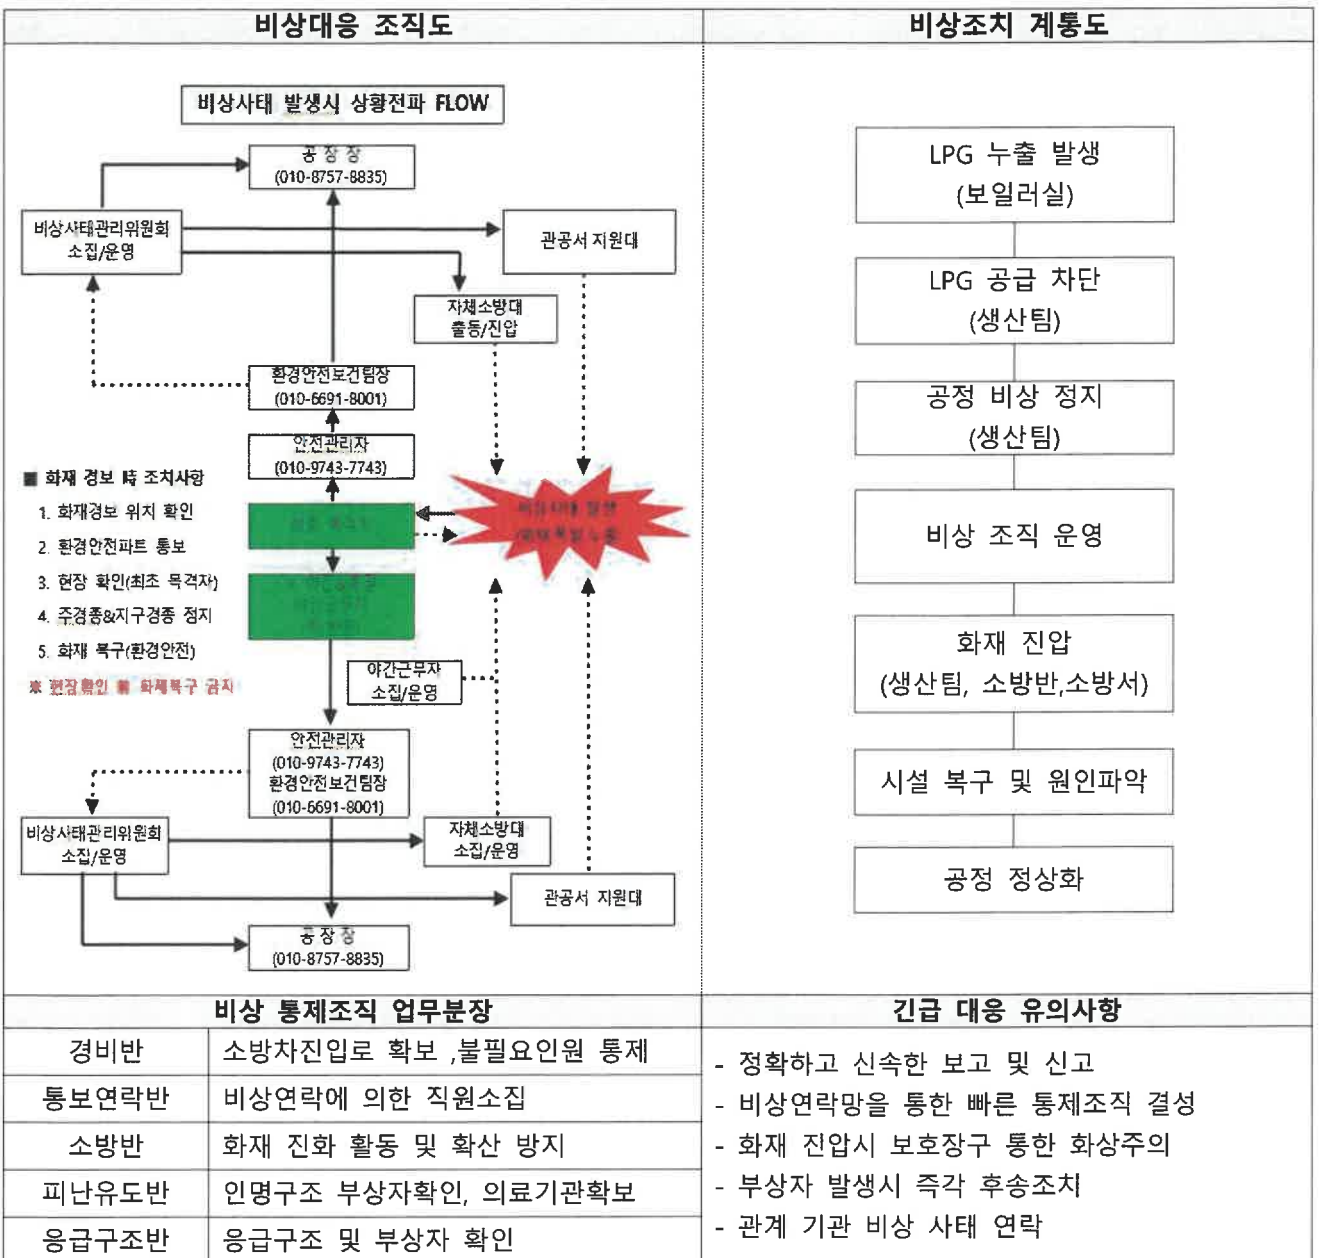 비상대응 조직도
비상사태 발생시 상황전파 FLOW
공 장 장
(010-8757-8835)
비상사태관리위원회
소집/운영
관공서 지원대
자체소방대
출동/진압
환경안전보건팀장
(010-6691-8001)
안전관리자
(010-9743-7743)
■ 화재 경보 時 조치사항
1. 화재경보 위치 확인
2. 환경안전파트 통보
3. 현장 확인(최초 목격자)
4. 주경종&지구경종 정지
5. 화재 복구(환경안전)
※ 현장확인 前 화재복구 금지
비상사태 발생
야간근무자
소집/운영
안전관리자
(010-9743-7743)
환경안전보건팀장
(010-6691-8001)
비상사태관리위원회
소집/운영
자체소방대
소집/운영
관공서 지원대
공 장 장
(010-8757-8835)
비상조치 계통도
LPG 누출 발생
(보일러실)
LPG 공급 차단
(생산팀)
공정 비상 정지
(생산팀)
비상 조직 운영
화재 진압
(생산팀, 소방반,소방서)
시설 복구 및 원인파악
공정 정상화
비상 통제조직 업무분장
경비반 소방차진입로 확보 ,불필요인원 통제
통보연락반 비상연락에 의한 직원소집
소방반 화재 진화 활동 및 확산 방지
피난유도반 인명구조 부상자확인, 의료기관확보
응급구조반 응급구조 및 부상자 확인
긴급 대응 유의사항
- 정확하고 신속한 보고 및 신고
- 비상연락망을 통한 빠른 통제조직 결성
- 화재 진압시 보호장구 통한 화상주의
- 부상자 발생시 즉각 후송조치
- 관계 기관 비상 사태 연락